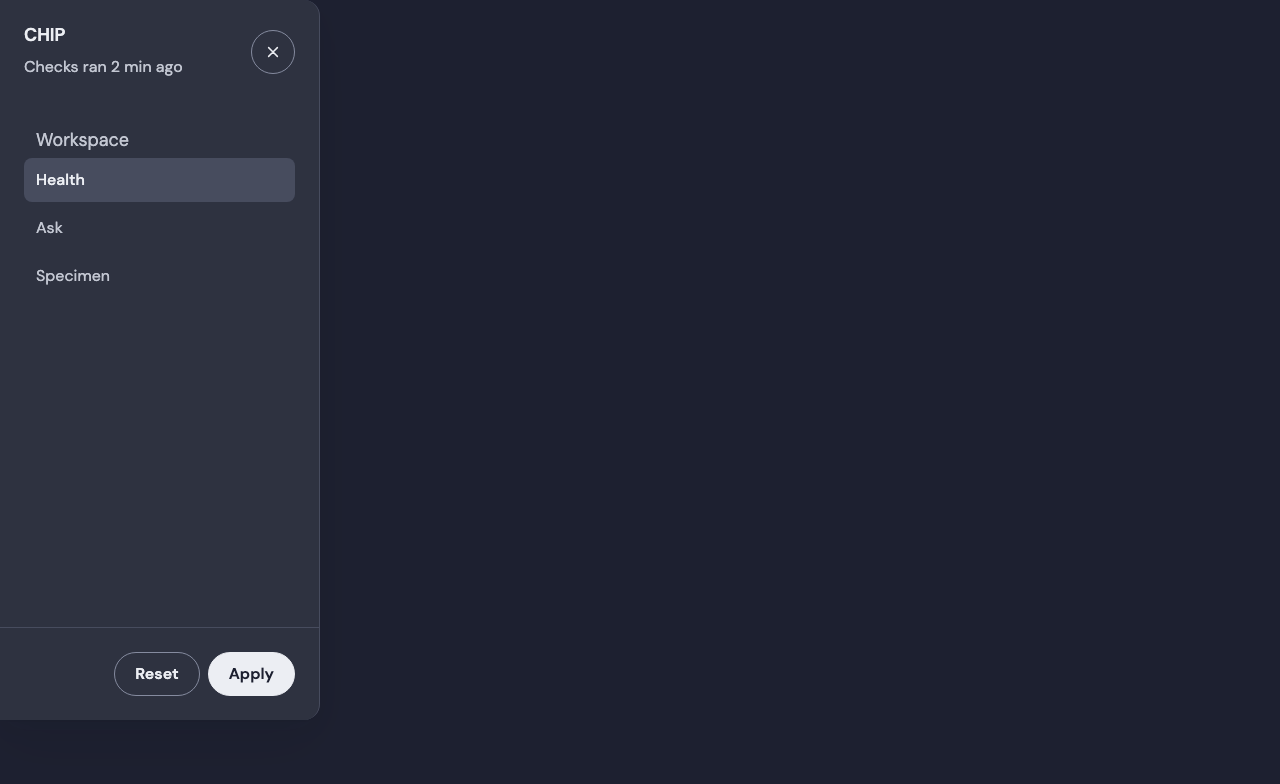 CHIP
Checks ran 2 min ago
Workspace
Health
Ask
Specimen
Reset
Apply